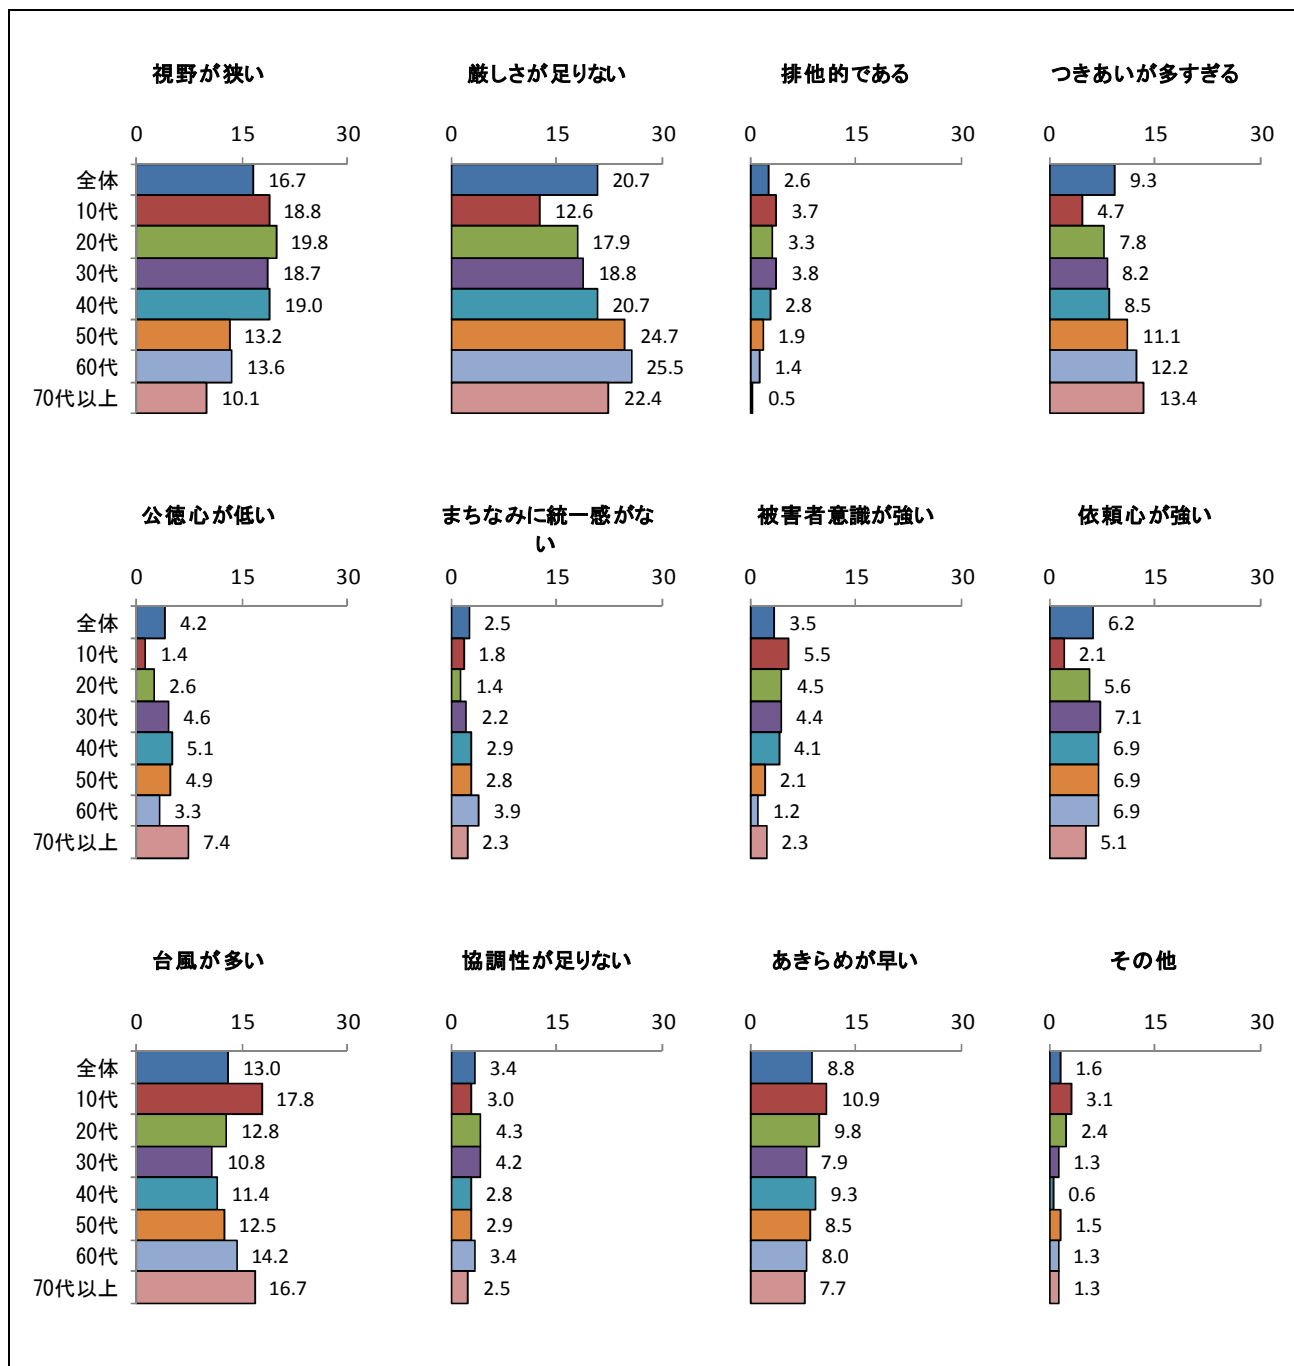 視野が狭い 厳しさが足りない 排他的である つきあいが多すぎる
0 15 30 0 15 30 0 15 30 0 15 30
全体 16.7 20.7 2.6 9.3
10代 18.8 12.6 3.7 4.7
20代 19.8 17.9 3.3 7.8
30代 18.7 18.8 3.8 8.2
40代 19.0 20.7 2.8 8.5
50代 13.2 24.7 1.9 11.1
60代 13.6 25.5 1.4 12.2
70代以上 10.1 22.4 0.5 13.4
公徳心が低い まちなみに統一感がな 被害者意識が強い 依頼心が強い
い
0 15 30 0 15 30 0 15 30 0 15 30
全体 4.2 2.5 3.5 6.2
10代 1.4 1.8 5.5 2.1
20代 2.6 1.4 4.5 5.6
30代 4.6 2.2 4.4 7.1
40代 5.1 2.9 4.1 6.9
50代 4.9 2.8 2.1 6.9
60代 3.3 3.9 1.2 6.9
70代以上 7.4 2.3 2.3 5.1
台風が多い 協調性が足りない あきらめが早い その他
0 15 30 0 15 30 0 15 30 0 15 30
全体 13.0 3.4 8.8 1.6
10代 17.8 3.0 10.9 3.1
20代 12.8 4.3 9.8 2.4
30代 10.8 4.2 7.9 1.3
40代 11.4 2.8 9.3 0.6
50代 12.5 2.9 8.5 1.5
60代 14.2 3.4 8.0 1.3
70代以上 16.7 2.5 7.7 1.3